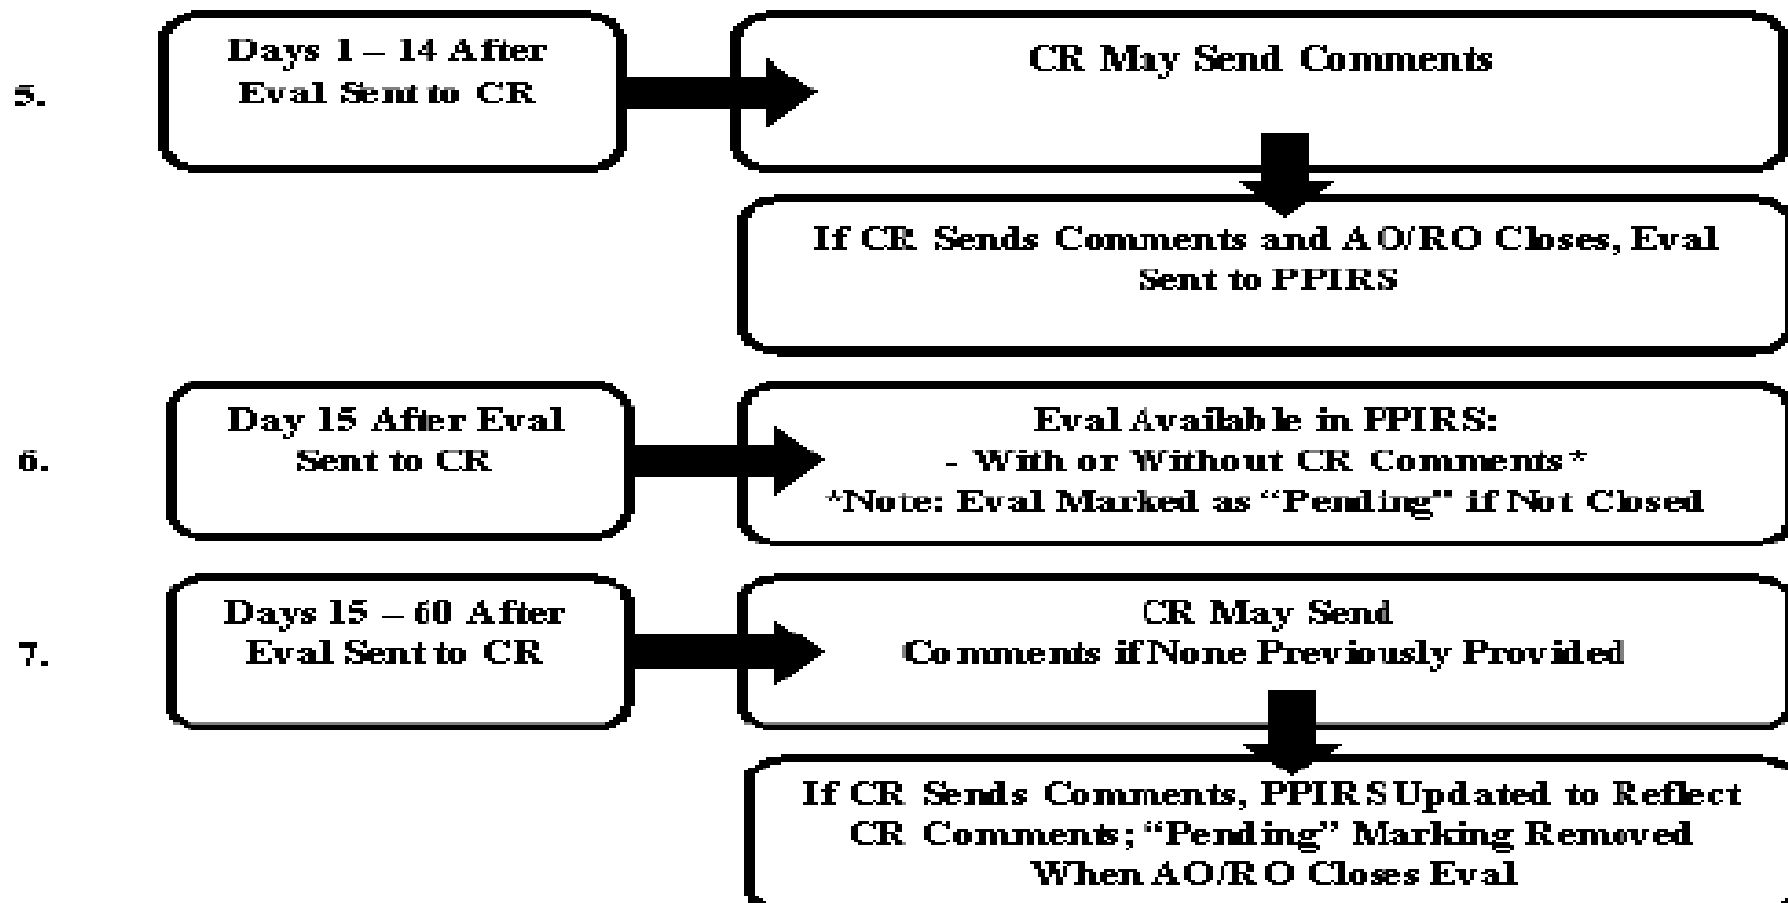 5.
Days 1 – 14 After
Eval Sent to CR
CR May Send Comments
If CR Sends Comments and AO/RO Closes, Eval
Sent to PPIRS
6.
Day 15 After Eval
Sent to CR
Eval Available in PPIRS:
- With or Without CR Comments*
*Note: Eval Marked as “Pending” if Not Closed
7.
Days 15 – 60 After
Eval Sent to CR
CR May Send
Comments if None Previously Provided
If CR Sends Comments, PPIRS Updated to Reflect
CR Comments; “Pending” Marking Removed
When AO/RO Closes Eval